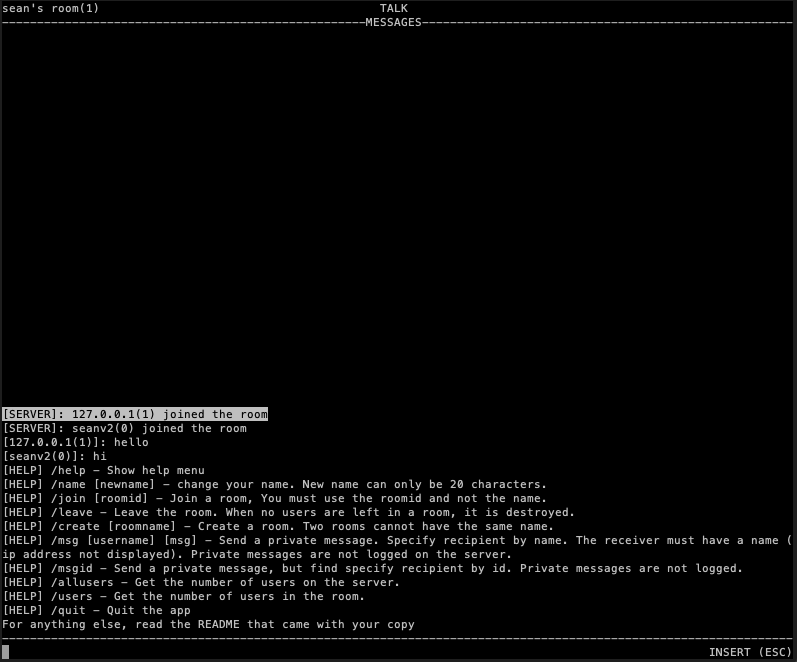 sean's room(1) TALK
MESSAGES
[SERVER]: 127.0.0.1(1) joined the room
[SERVER]: seanv2(0) joined the room
[127.0.0.1(1)]: hello
[seanv2(0)]: hi
[HELP] /help – Show help menu
[HELP] /name [newname] – change your name. New name can only be 20 characters.
[HELP] /join [roomid] – Join a room, You must use the roomid and not the name.
[HELP] /leave – Leave the room. When no users are left in a room, it is destroyed.
[HELP] /create [roomname] – Create a room. Two rooms cannot have the same name.
[HELP] /msg [username] [msg] – Send a private message. Specify recipient by name. The receiver must have a name (
ip address not displayed). Private messages are not logged on the server.
[HELP] /msgid – Send a private message, but find specify recipient by id. Private messages are not logged.
[HELP] /allusers – Get the number of users on the server.
[HELP] /users – Get the number of users in the room.
[HELP] /quit – Quit the app
For anything else, read the README that came with your copy
INSERT (ESC)